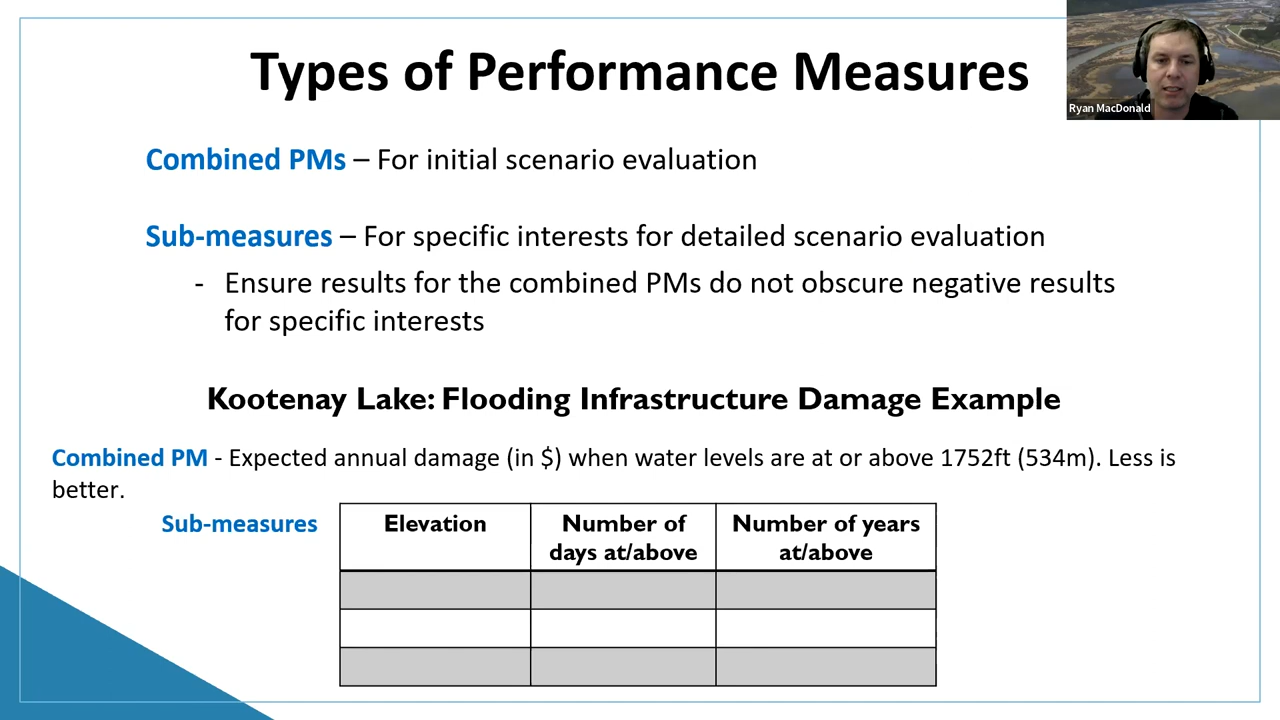 Types of Performance Measures
Ryan MacDonald
Combined PMs – For initial scenario evaluation
Sub-measures – For specific interests for detailed scenario evaluation
- Ensure results for the combined PMs do not obscure negative results
for specific interests
Kootenay Lake: Flooding Infrastructure Damage Example
Combined PM - Expected annual damage (in $) when water levels are at or above 1752ft (534m). Less is
better.
Sub-measures
Elevation
Number of
days at/above
Number of years
at/above